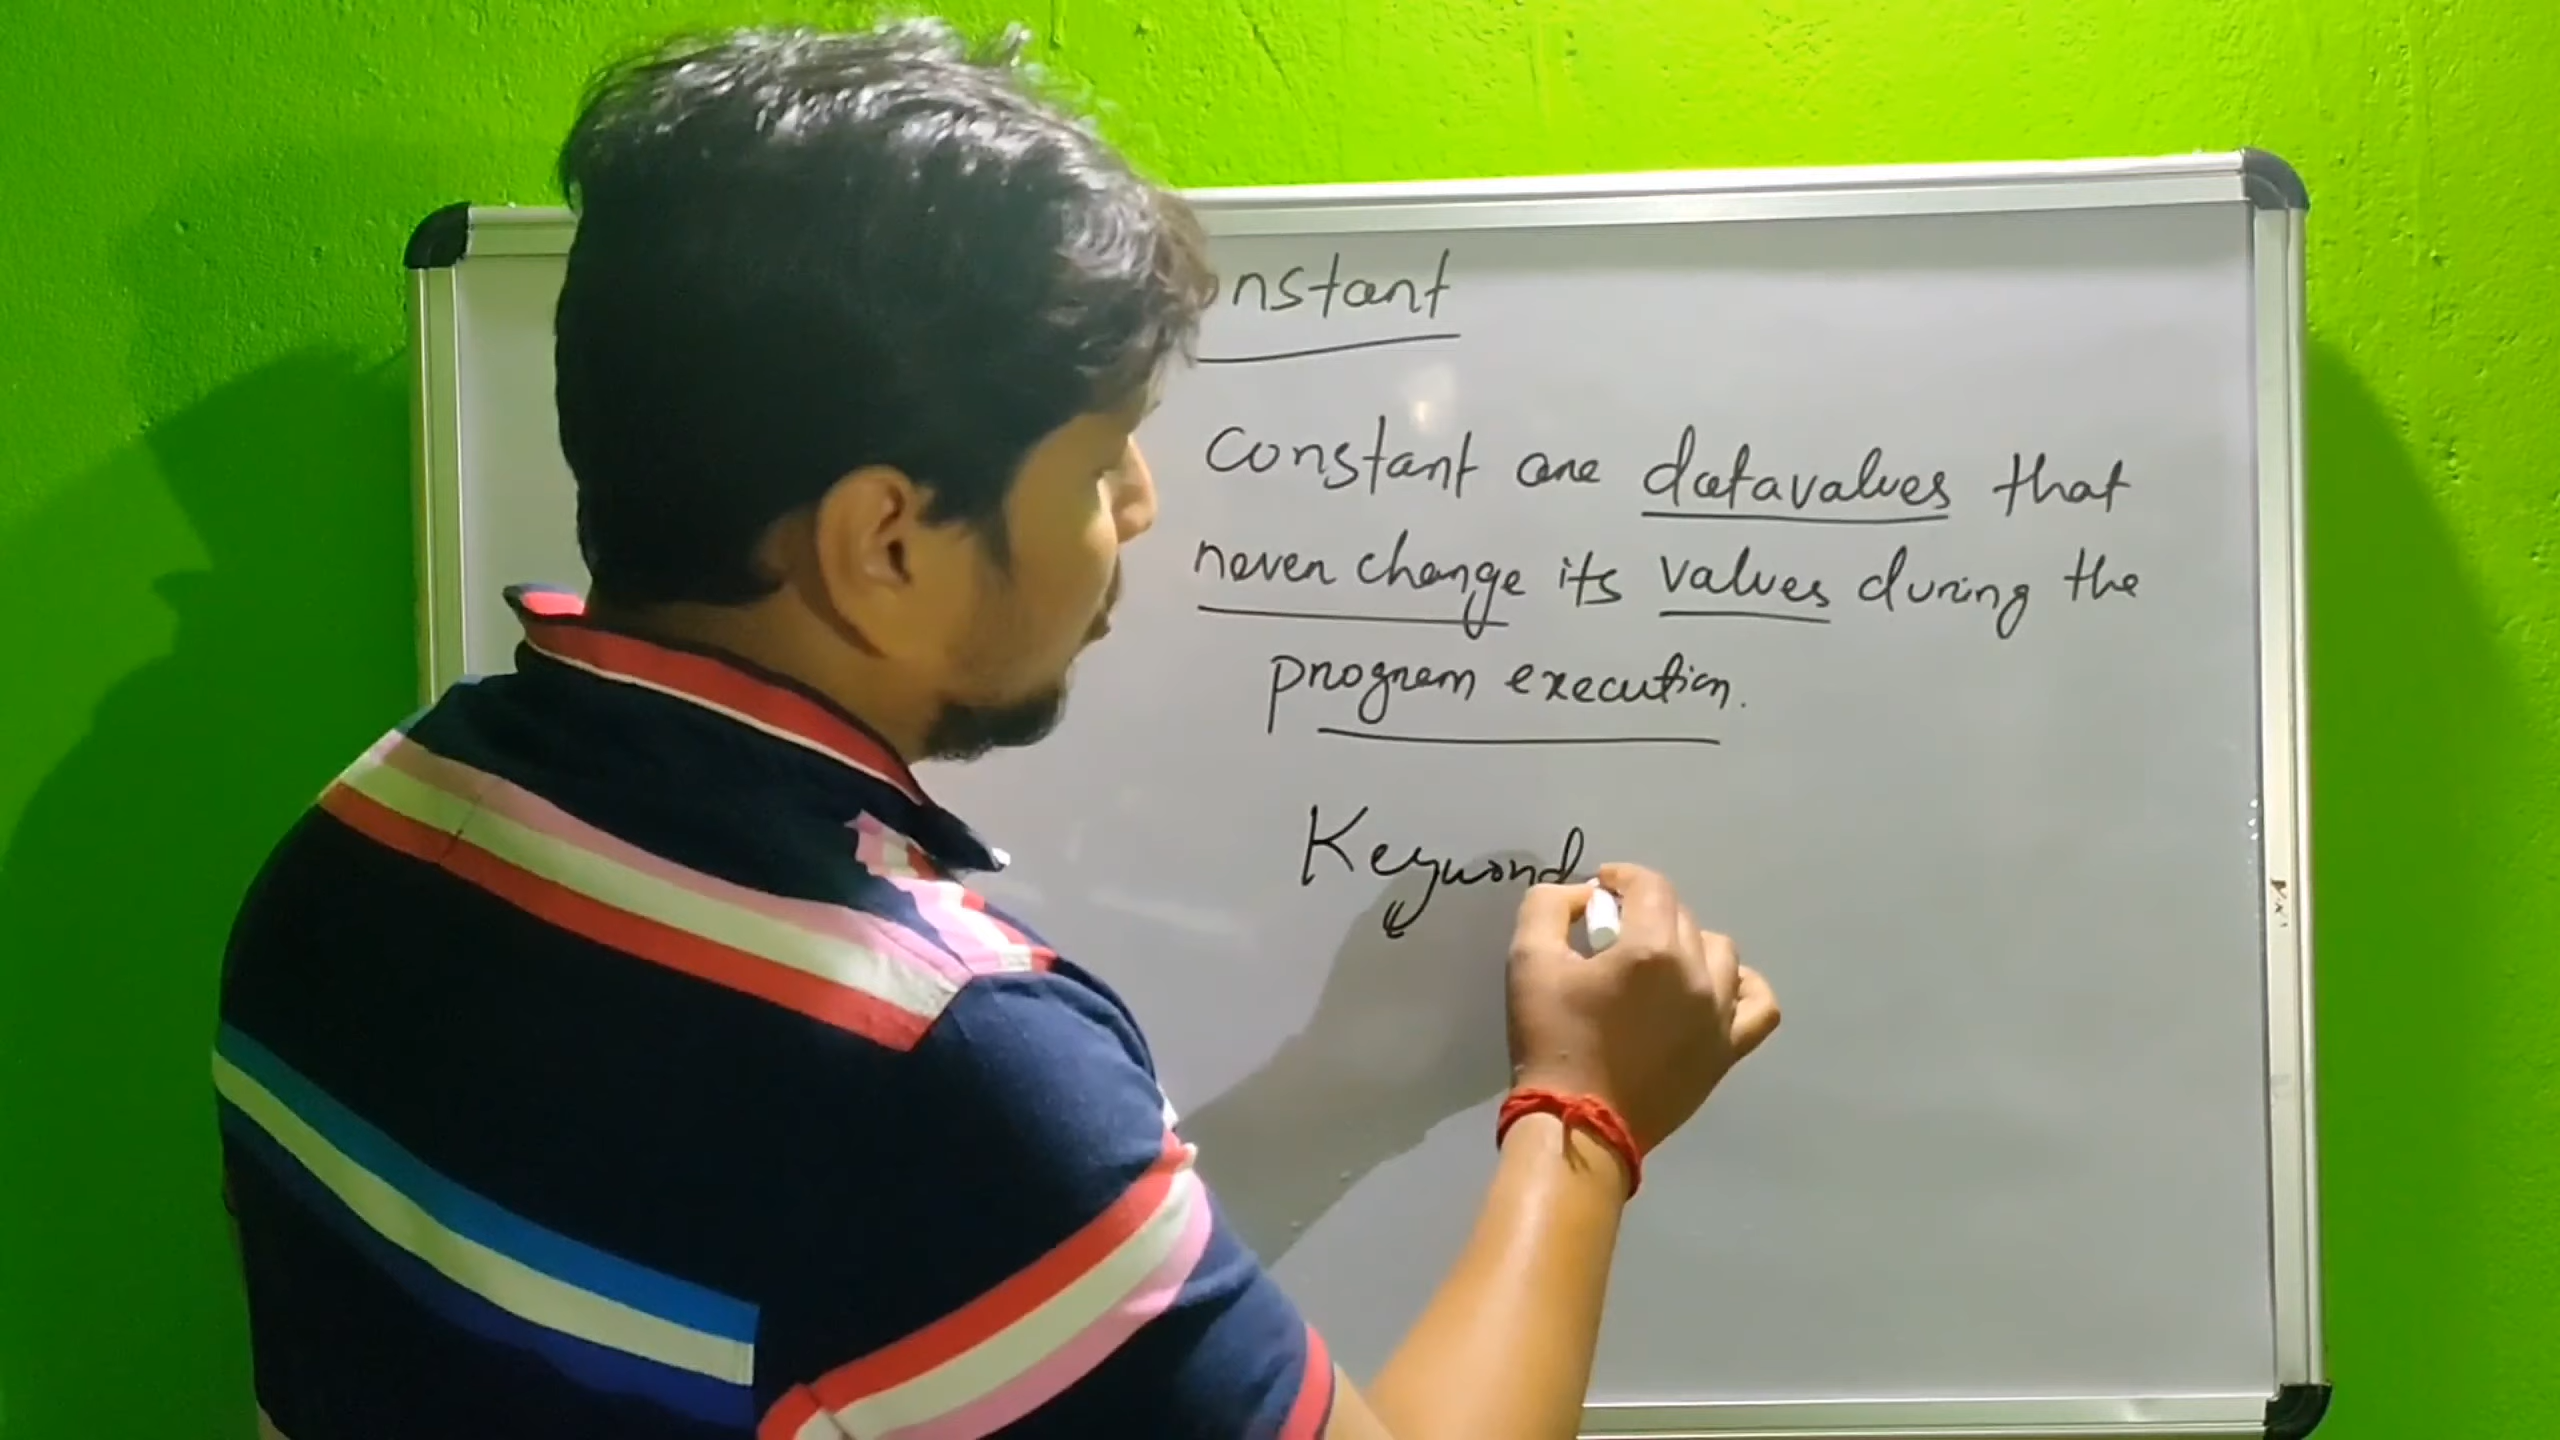 onstant
constant are datavalues that
never change its values during the
program execution.
Keyword